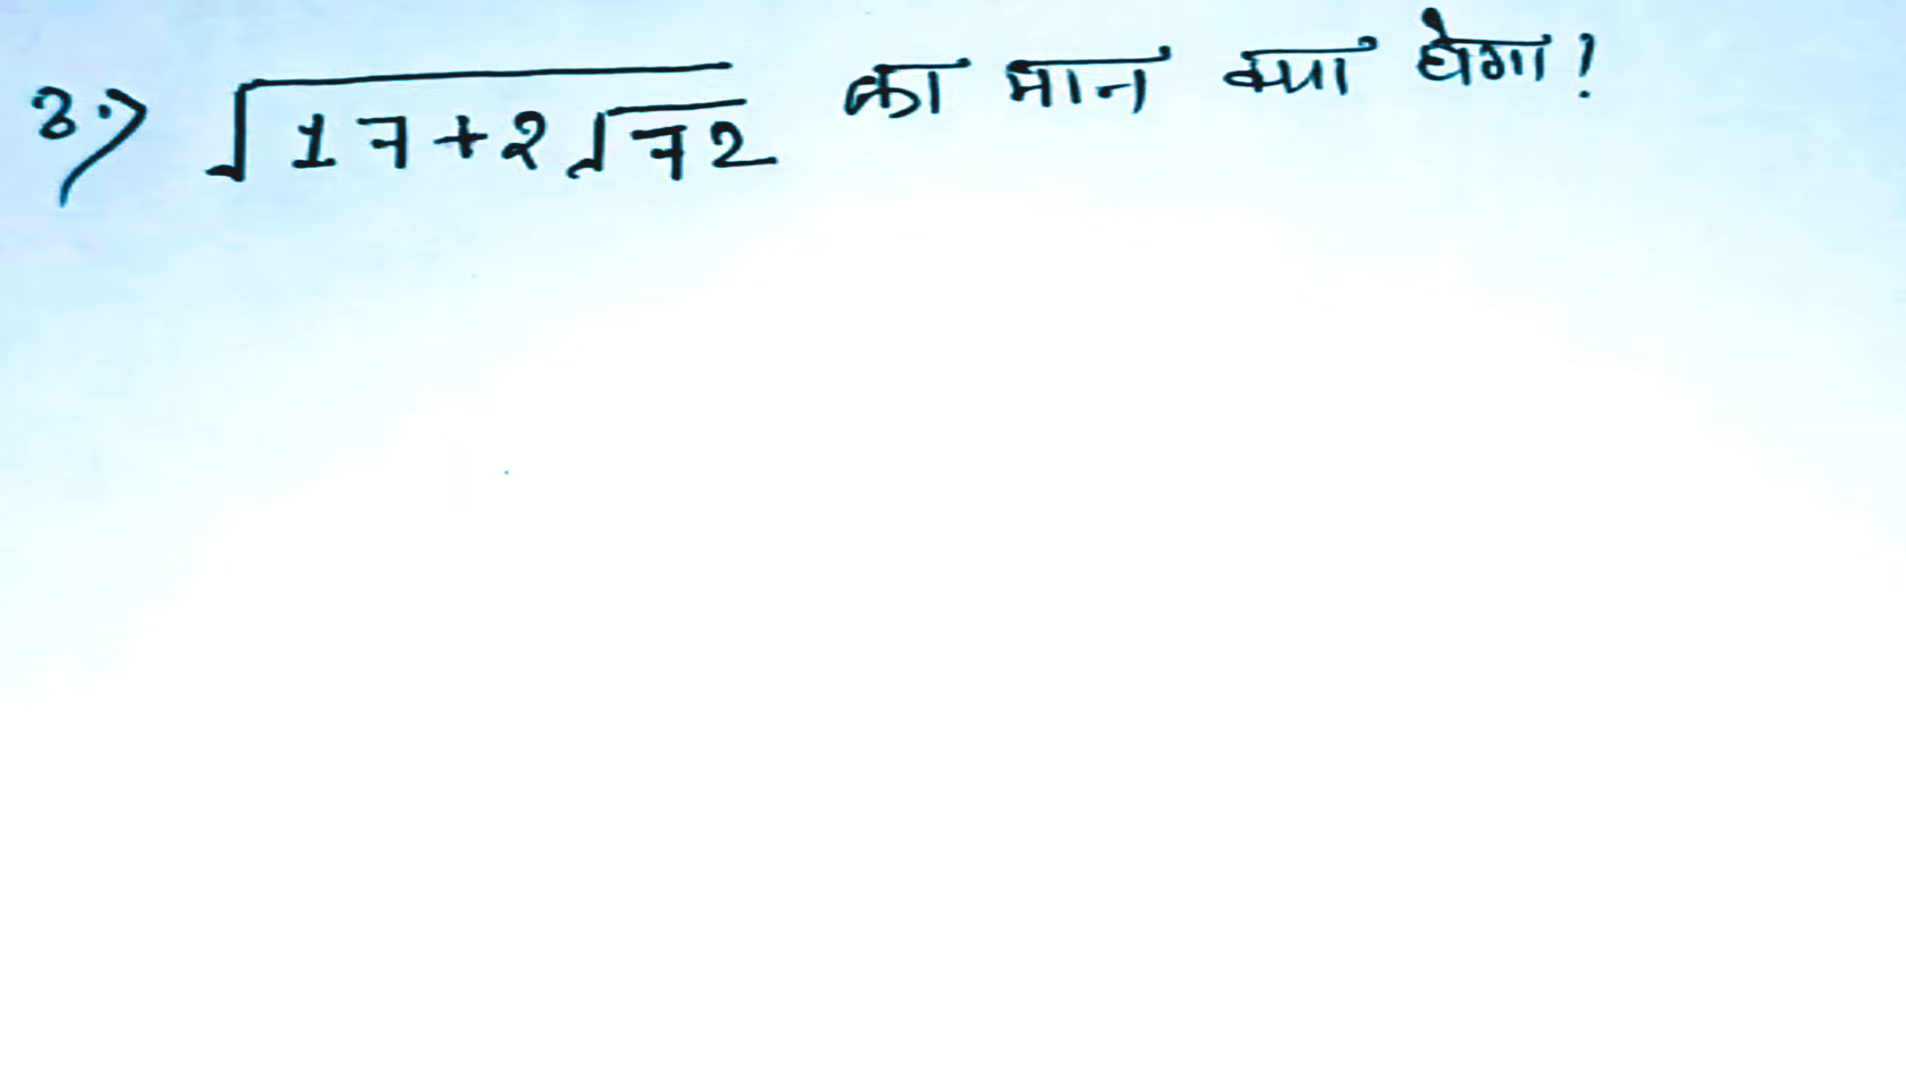 3.) √17+2√72 का मान क्या होगा?